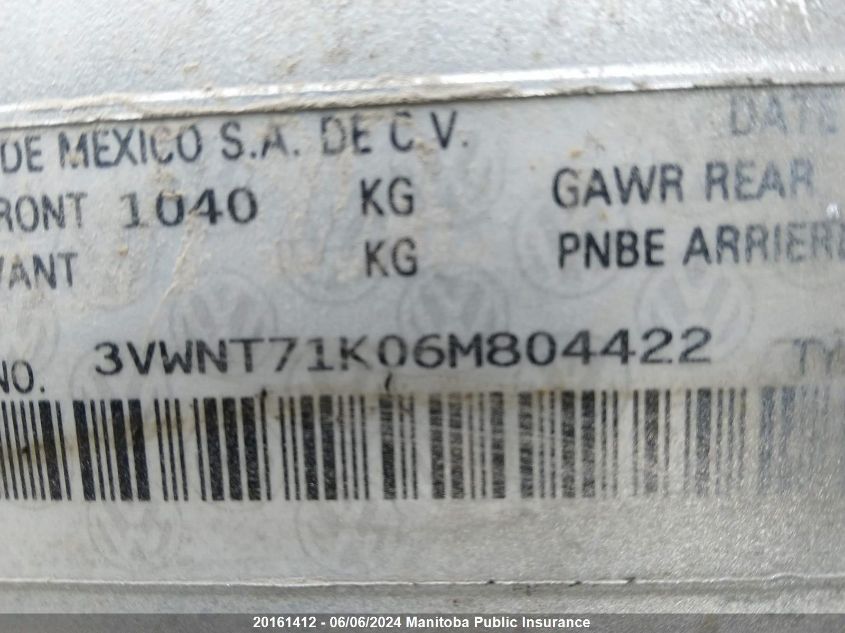 DE MEXICO S.A. DE C.V. DATE
RONT 1040 KG GAWR REAR
VANT KG PNBE ARRIERE
NO. 3VWNT71K06M804422 TY
20161412 - 06/06/2024 Manitoba Public Insurance